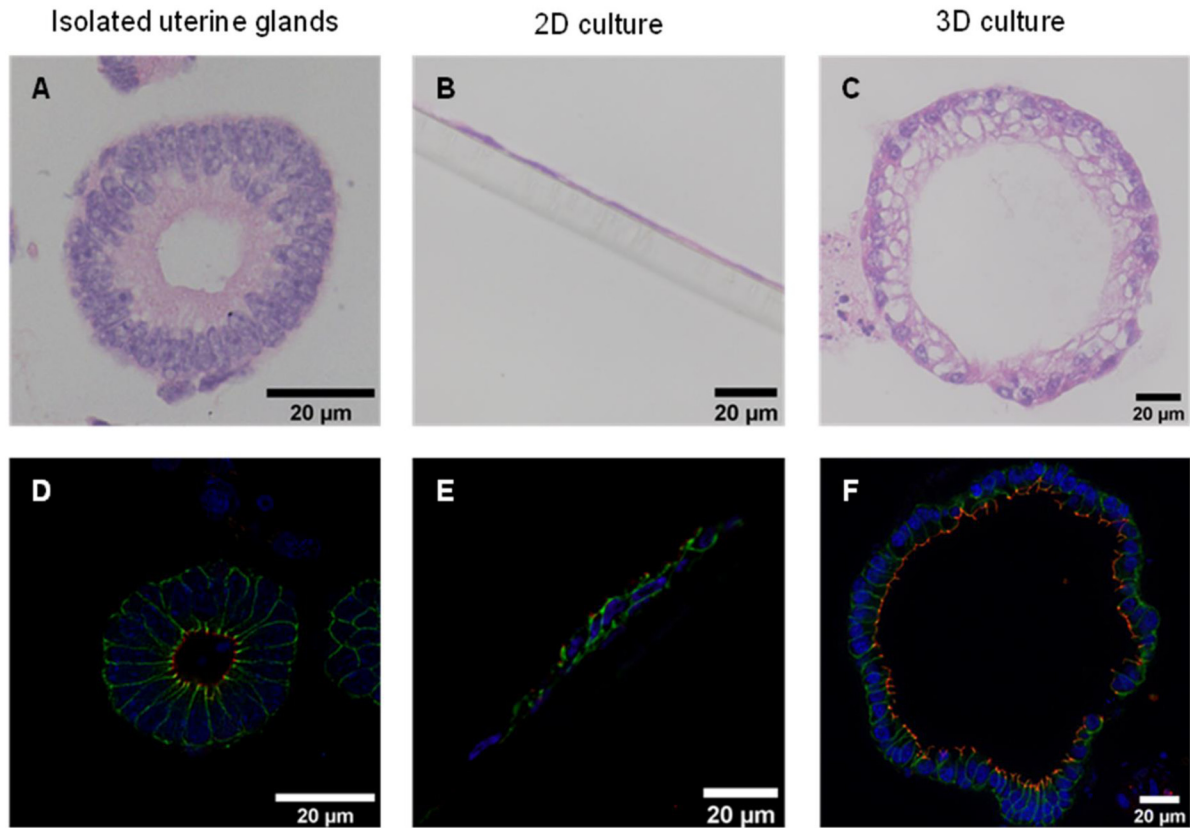 Isolated uterine glands
2D culture
3D culture
A
B
C
20 µm
20 µm
20 µm
D
E
F
20 µm
20 µm
20 µm